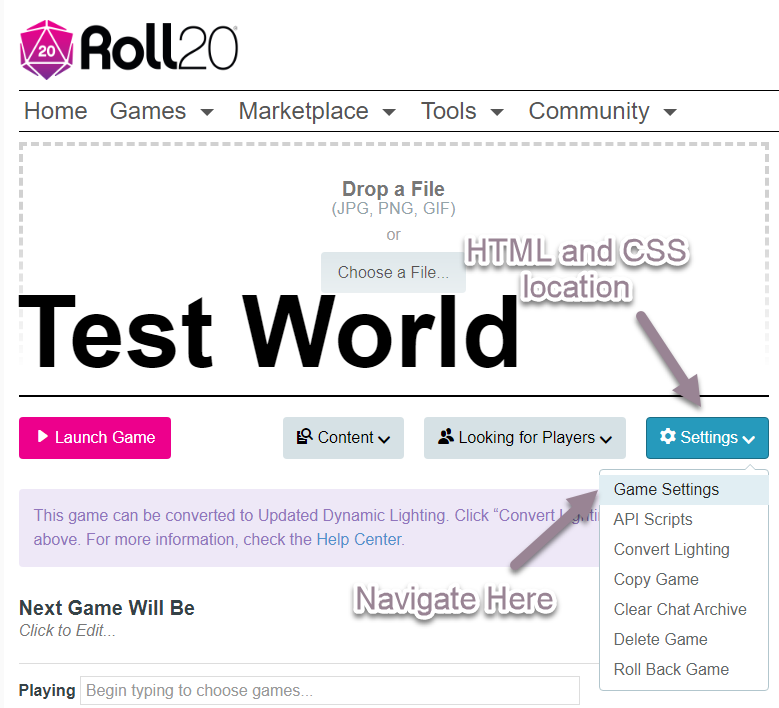 20 Roll20
Home Games Marketplace Tools Community
Drop a File
(JPG, PNG, GIF)
or
Choose a File...
HTML and CSS
location
Test World
Launch Game Content Looking for Players Settings
Game Settings
API Scripts
Convert Lighting
Copy Game
Clear Chat Archive
Delete Game
Roll Back Game
This game can be converted to Updated Dynamic Lighting. Click “Convert
above. For more information, check the Help Center.
Navigate Here
Next Game Will Be
Click to Edit...
Playing Begin typing to choose games...